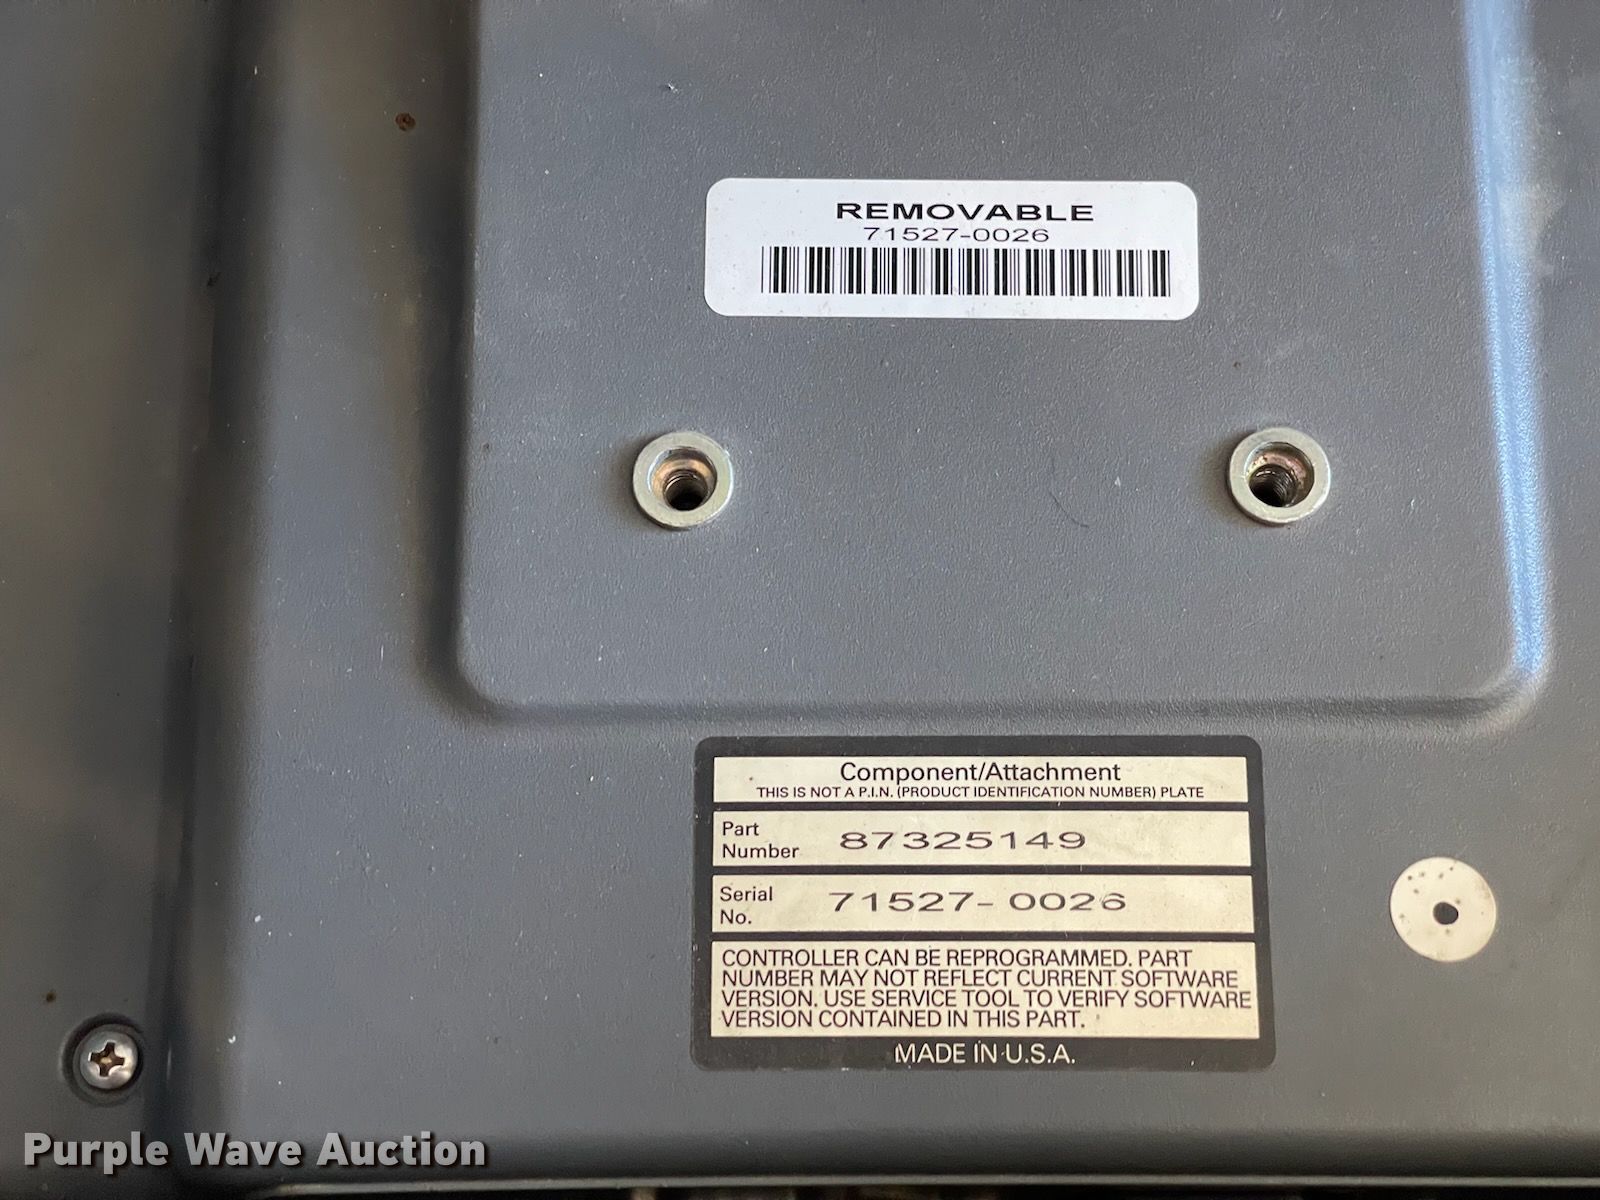 REMOVABLE
71527-0026
Component/Attachment
THIS IS NOT A P.I.N. (PRODUCT IDENTIFICATION NUMBER) PLATE
Part
Number 87325149
Serial
No. 71527-0026
CONTROLLER CAN BE REPROGRAMMED. PART
NUMBER MAY NOT REFLECT CURRENT SOFTWARE
VERSION. USE SERVICE TOOL TO VERIFY SOFTWARE
VERSION CONTAINED IN THIS PART.
MADE IN U.S.A.
Purple Wave Auction